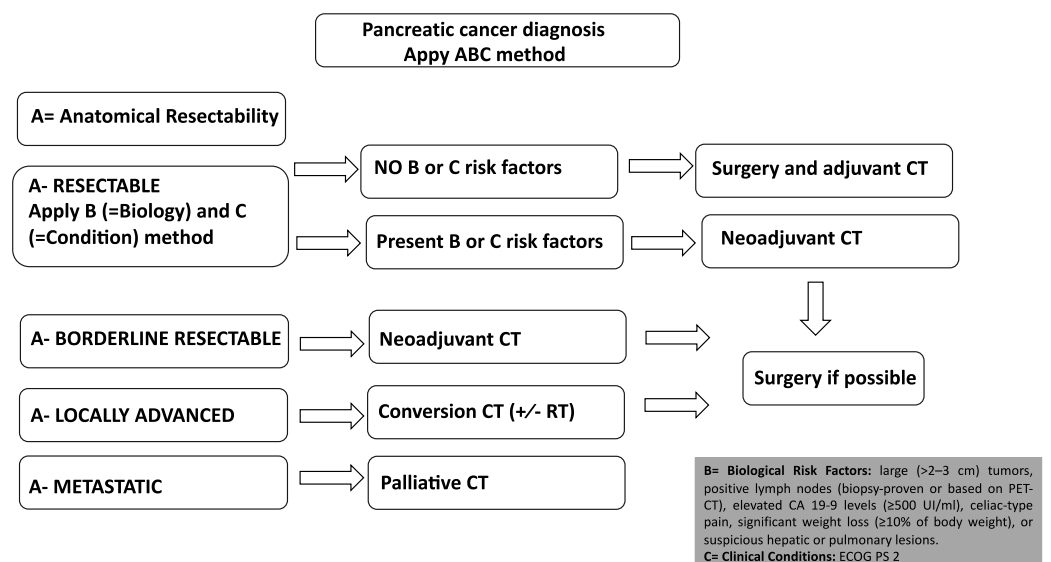 Pancreatic cancer diagnosis
Appy ABC method
A= Anatomical Resectability
A- RESECTABLE
Apply B (=Biology) and C
(=Condition) method
NO B or C risk factors
Surgery and adjuvant CT
Present B or C risk factors
Neoadjuvant CT
A- BORDERLINE RESECTABLE
Neoadjuvant CT
Surgery if possible
A- LOCALLY ADVANCED
Conversion CT (+/- RT)
A- METASTATIC
Palliative CT
B= Biological Risk Factors: large (>2–3 cm) tumors,
positive lymph nodes (biopsy-proven or based on PET-
CT), elevated CA 19-9 levels (≥500 UI/ml), celiac-type
pain, significant weight loss (≥10% of body weight), or
suspicious hepatic or pulmonary lesions.
C= Clinical Conditions: ECOG PS 2